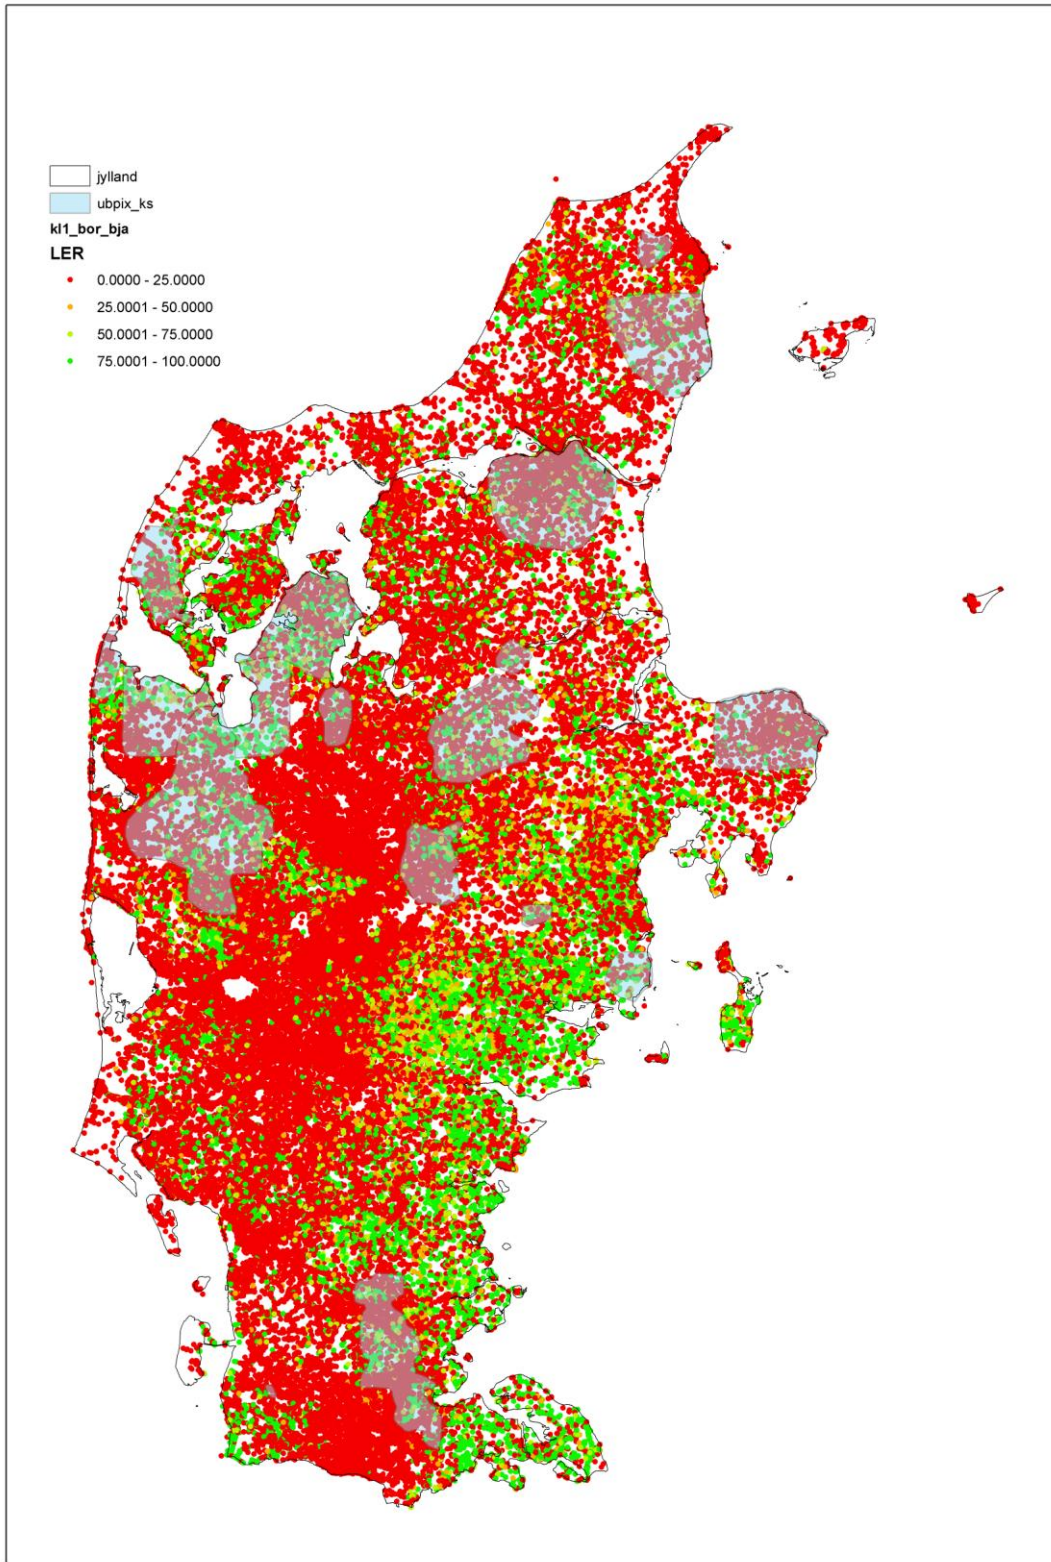 jylland
ubpix_ks
kl1_bor_bja
LER
0.0000 - 25.0000
25.0001 - 50.0000
50.0001 - 75.0000
75.0001 - 100.0000